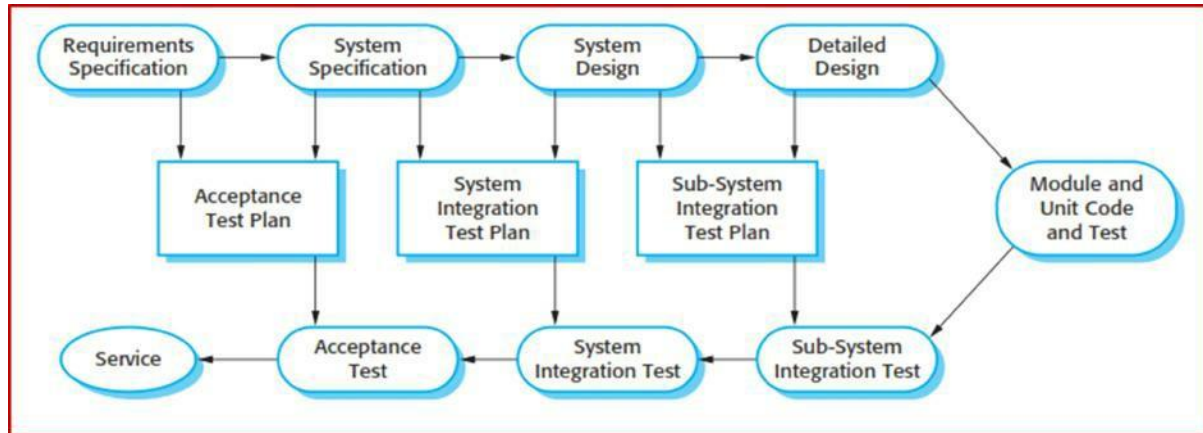 Requirements
Specification
System
Specification
System
Design
Detailed
Design
Acceptance
Test Plan
System
Integration
Test Plan
Sub-System
Integration
Test Plan
Module and
Unit Code
and Test
Service
Acceptance
Test
System
Integration Test
Sub-System
Integration Test